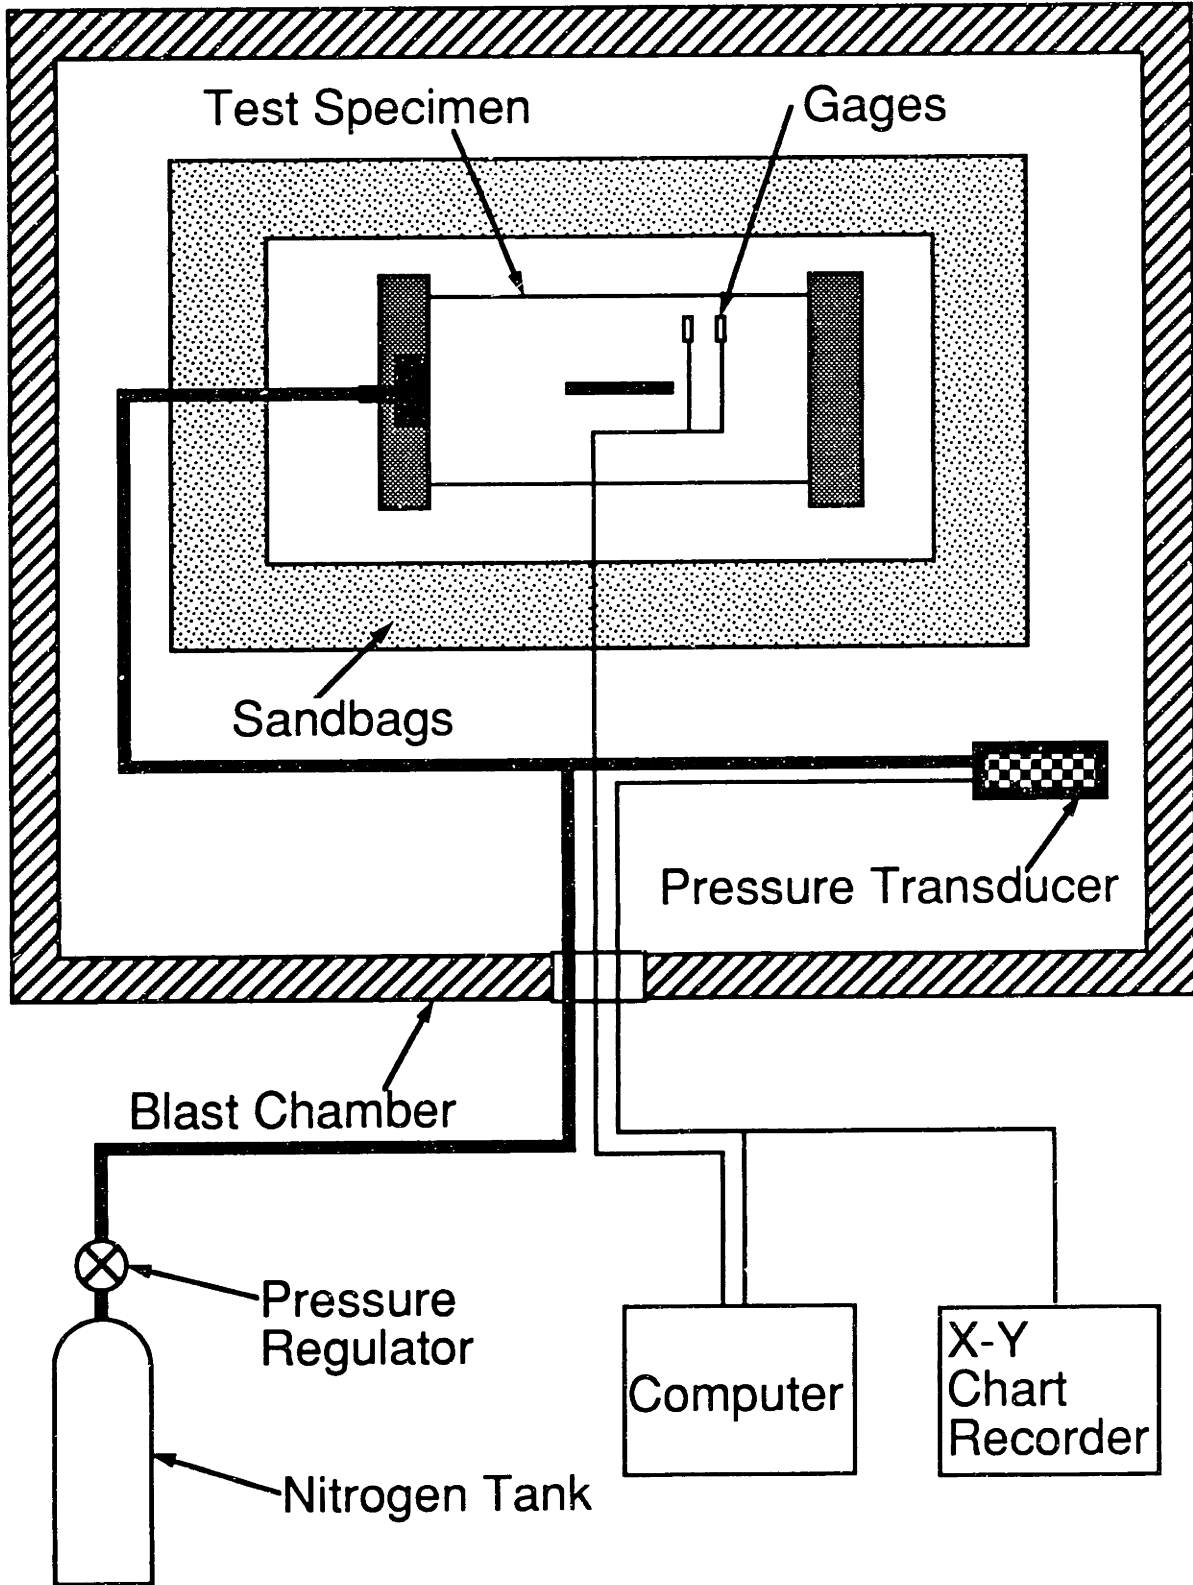 Test Specimen
Gages
Sandbags
Pressure Transducer
Blast Chamber
Pressure
Regulator
Computer
X-Y
Chart
Recorder
Nitrogen Tank